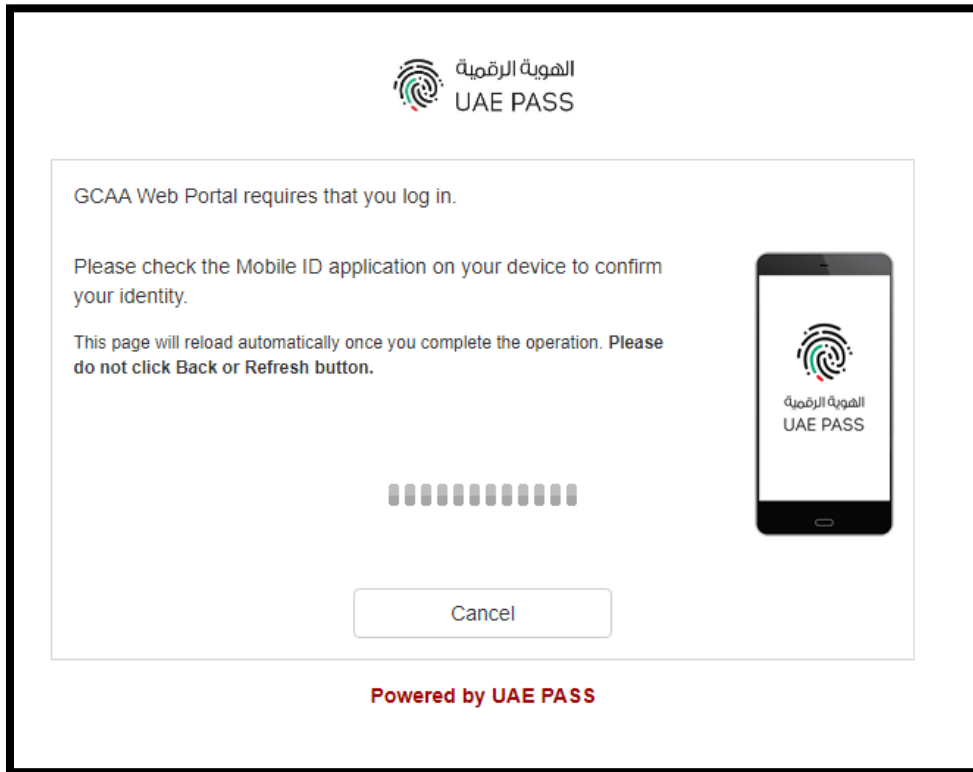 الهوية الرقمية
UAE PASS
GCAA Web Portal requires that you log in.
Please check the Mobile ID application on your device to confirm
your identity.
This page will reload automatically once you complete the operation. Please
do not click Back or Refresh button.
الهوية الرقمية
UAE PASS
Cancel
Powered by UAE PASS